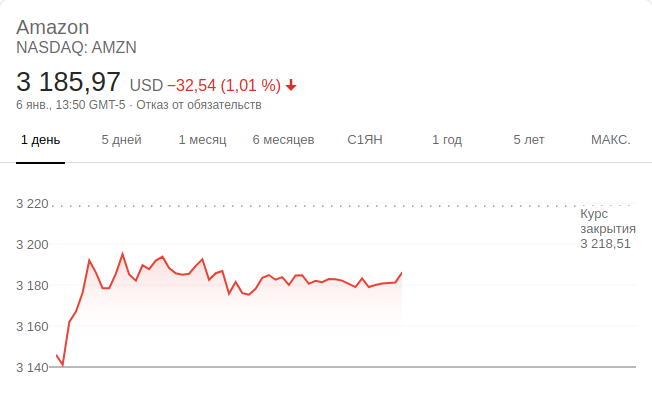 Amazon
NASDAQ: AMZN
3 185,97 USD −32,54 (1,01 %)
6 янв., 13:50 GMT-5 · Отказ от обязательств
1 день 5 дней 1 месяц 6 месяцев С1ЯН 1 год 5 лет МАКС.
3 220
Курс
закрытия
3 218,51
3 200
3 180
3 160
3 140